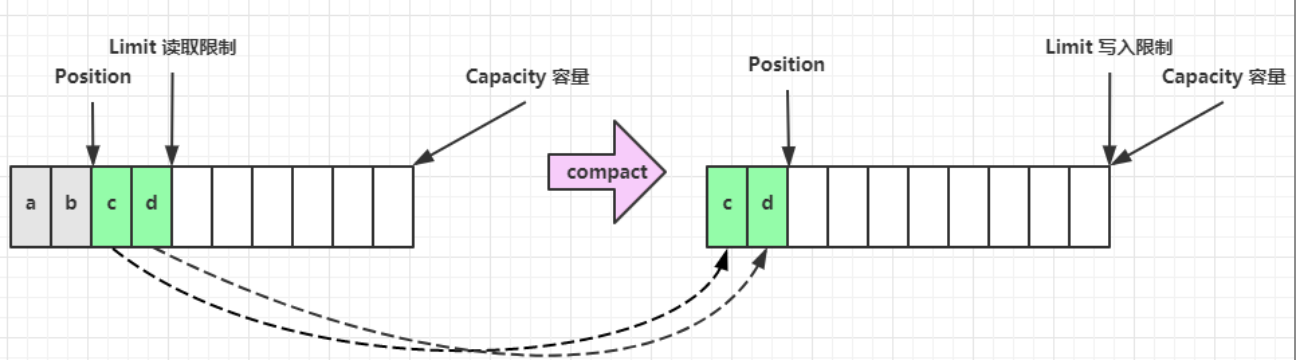 Limit 读取限制
Position
Capacity 容量
a b c d
compact
Position
Limit 写入限制
Capacity 容量
c d